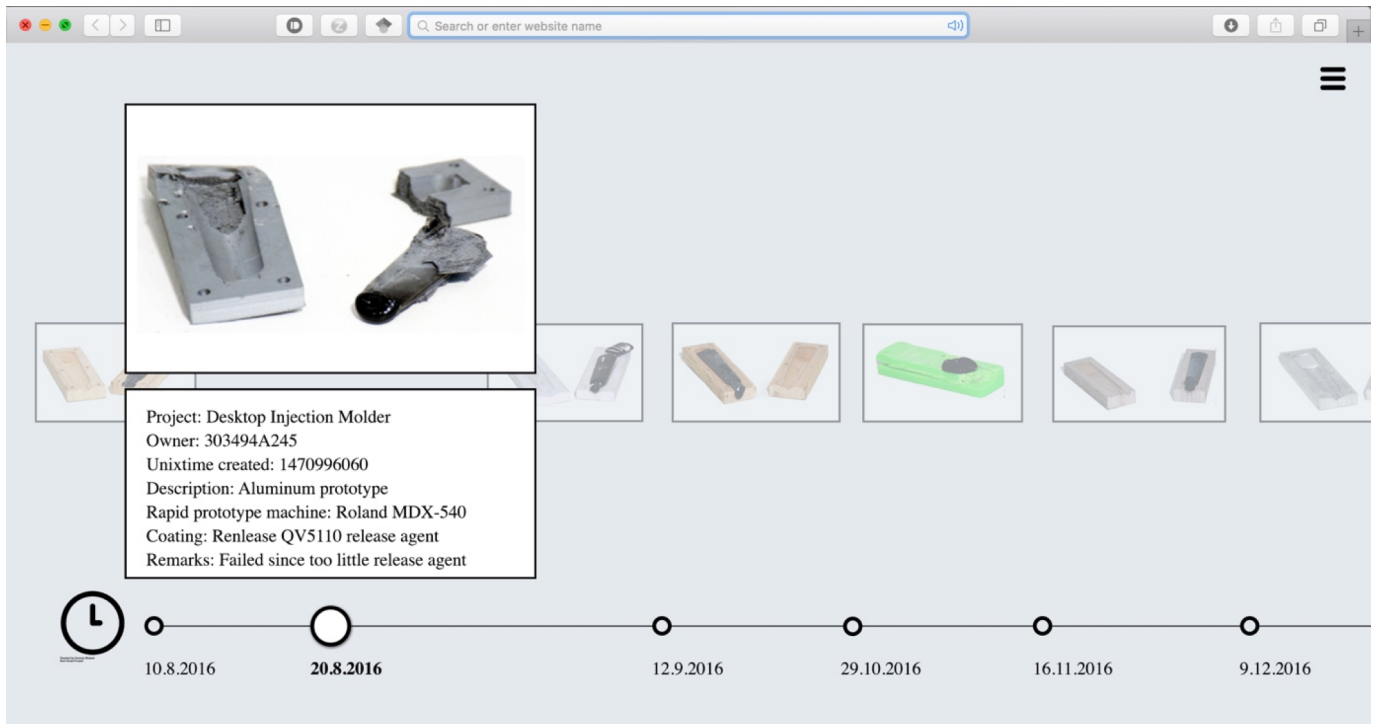 Search or enter website name
Project: Desktop Injection Molder
Owner: 303494A245
Unixtime created: 1470996060
Description: Aluminum prototype
Rapid prototype machine: Roland MDX-540
Coating: Renlease QV5110 release agent
Remarks: Failed since too little release agent
10.8.2016
20.8.2016
12.9.2016
29.10.2016
16.11.2016
9.12.2016